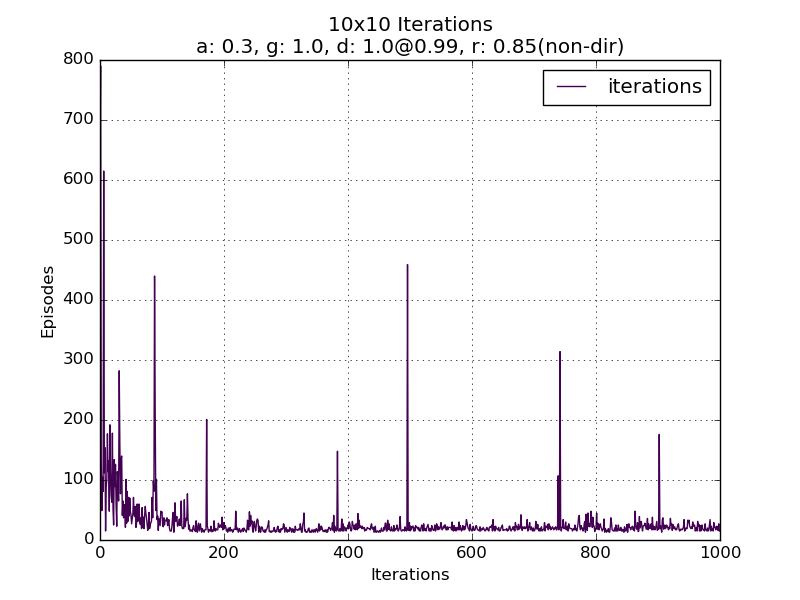 10x10 Iterations
a: 0.3, g: 1.0, d: 1.0@0.99, r: 0.85(non-dir)
iterations
800
700
600
500
400
300
200
100
0
Episodes
0 200 400 600 800 1000
Iterations